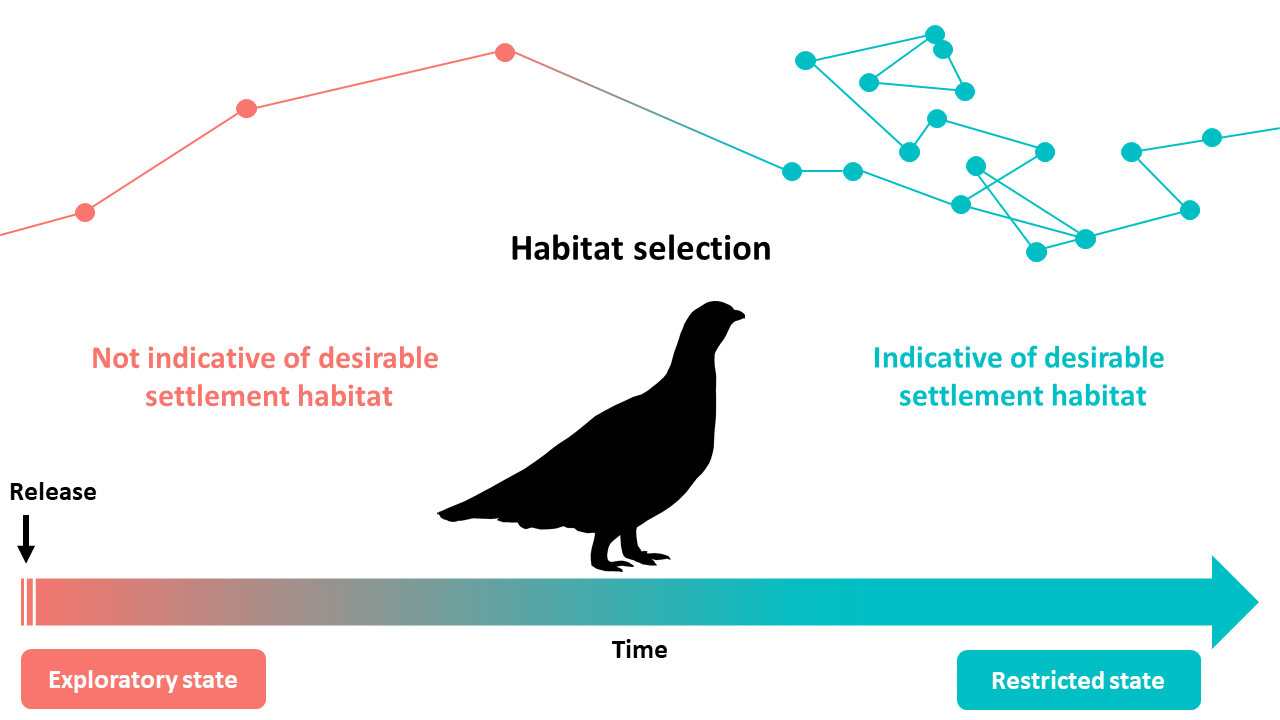 Habitat selection
Not indicative of desirable
settlement habitat
Indicative of desirable
settlement habitat
Release
Time
Exploratory state
Restricted state